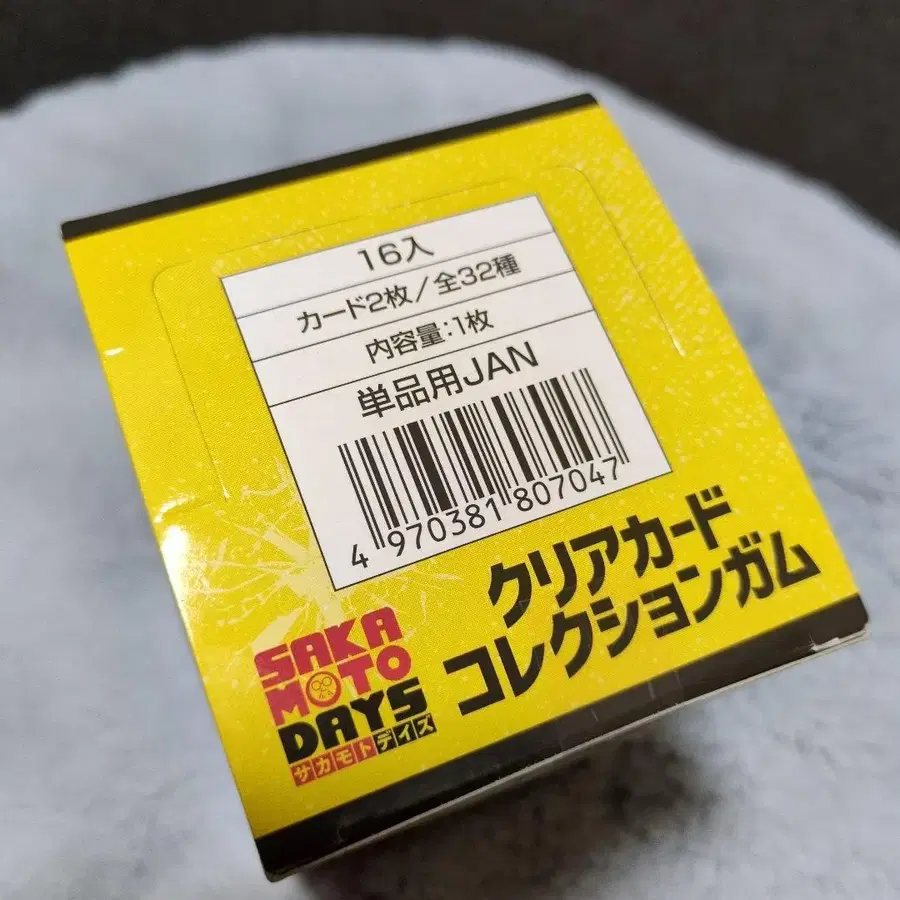 16入
カード2枚/全32種
内容量:1枚
単品用JAN
4 970381 807047
クリアカード
コレクションガム
SAKA
MOTO
DAYS
サカモトデイズ